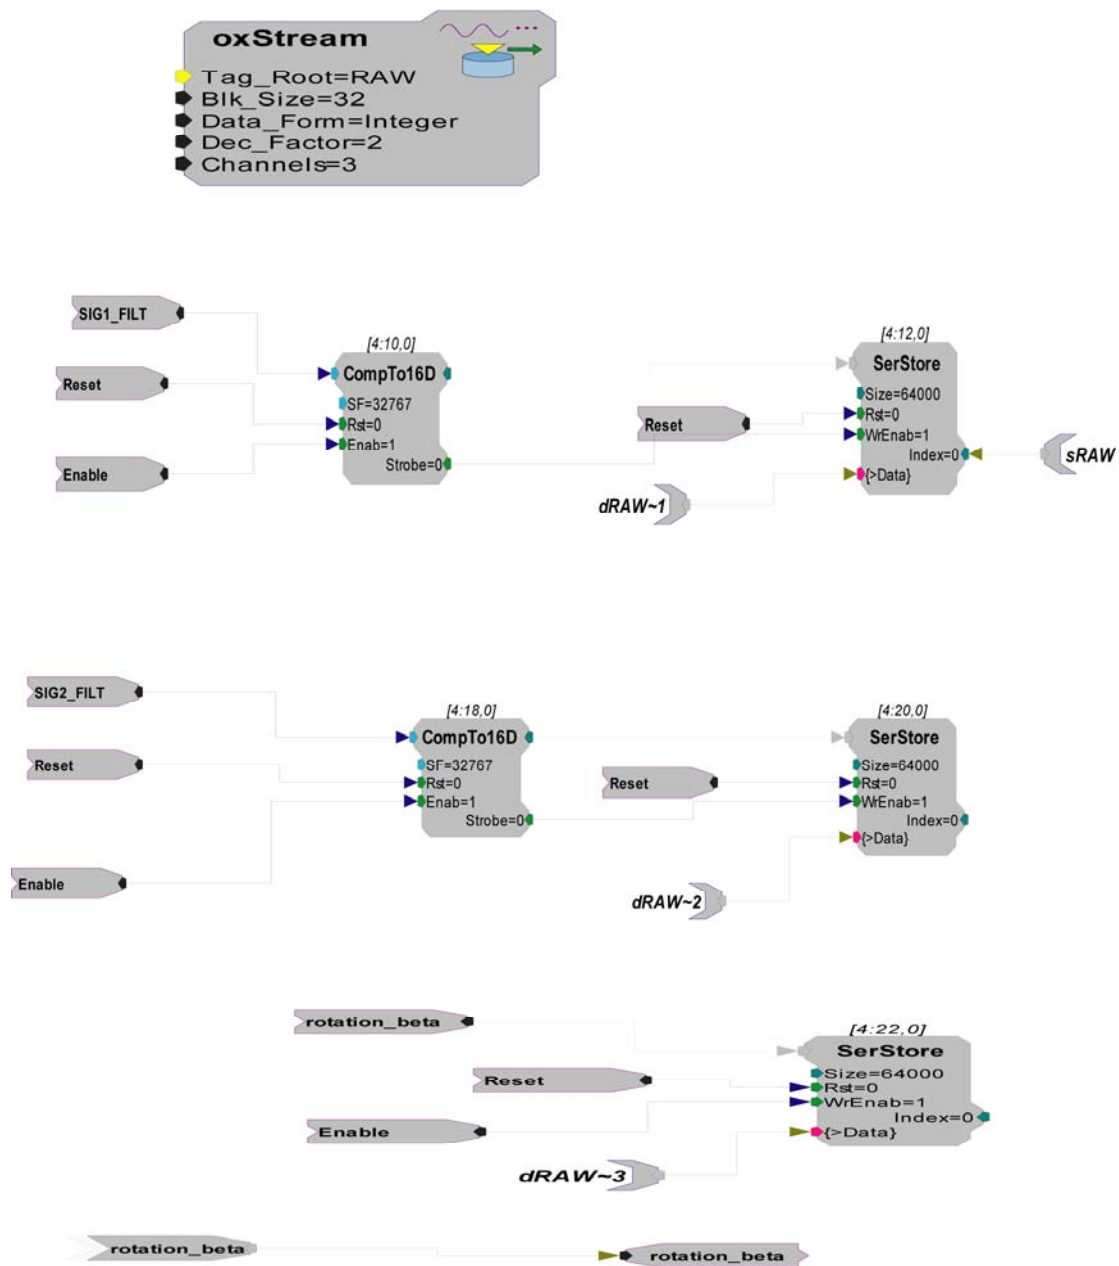 oxStream
Tag_Root=RAW
Blk_Size=32
Data_Form=Integer
Dec_Factor=2
Channels=3
SIG1_FILT
Reset
Enable
[4:10,0]
CompTo16D
SF=32767
Rst=0
Enab=1
Strobe=0
Reset
dRAW~1
[4:12,0]
SerStore
Size=64000
Rst=0
WrEnab=1
Index=0
{>Data}
sRAW
SIG2_FILT
Reset
Enable
[4:18,0]
CompTo16D
SF=32767
Rst=0
Enab=1
Strobe=0
Reset
dRAW~2
[4:20,0]
SerStore
Size=64000
Rst=0
WrEnab=1
Index=0
{>Data}
rotation_beta
Reset
Enable
dRAW~3
[4:22,0]
SerStore
Size=64000
Rst=0
WrEnab=1
Index=0
{>Data}
rotation_beta
rotation_beta